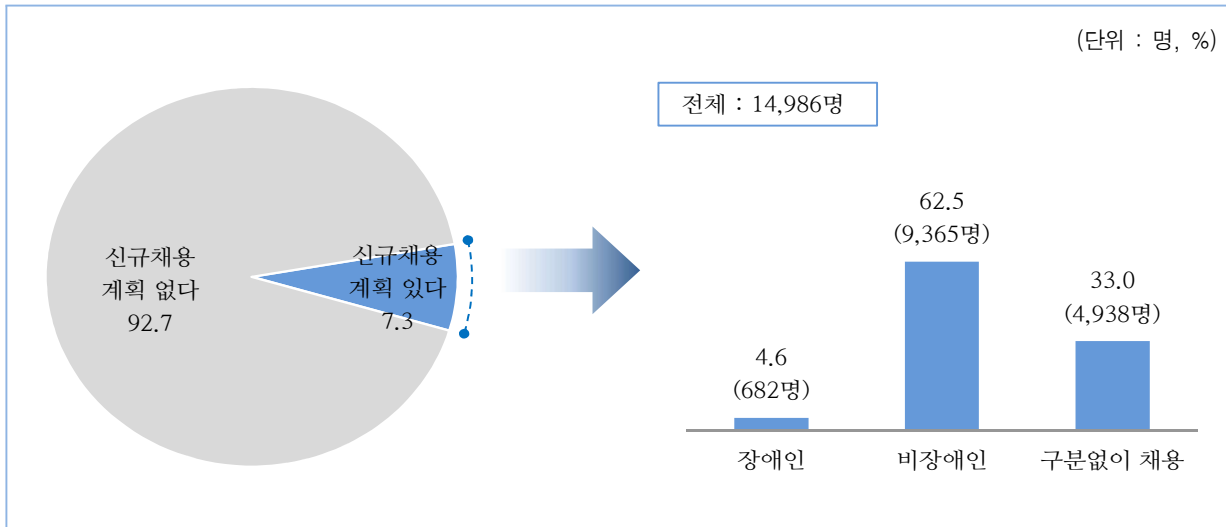 (단위 : 명, %)
전체 : 14,986명
신규채용
계획 없다
92.7
신규채용
계획 있다
7.3
4.6
(682명)
62.5
(9,365명)
33.0
(4,938명)
장애인
비장애인
구분없이 채용